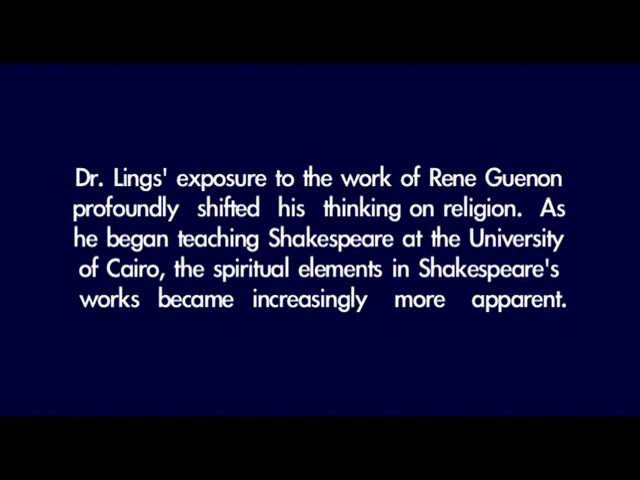 Dr. Lings' exposure to the work of Rene Guenon
profoundly shifted his thinking on religion. As
he began teaching Shakespeare at the University
of Cairo, the spiritual elements in Shakespeare's
works became increasingly more apparent.